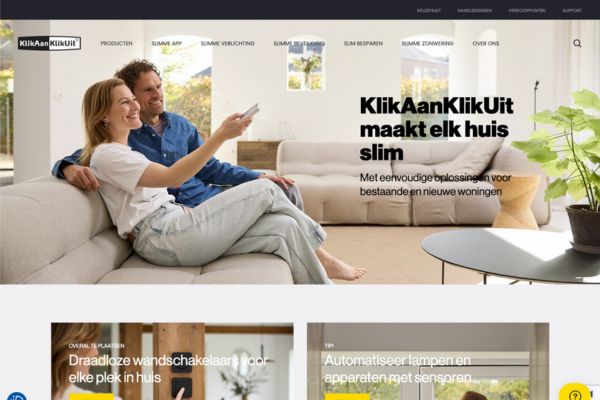 KEUZEHULP HANDLEIDINGEN VERKOOPPUNTEN SUPPORT
KlikAanKlikUit PRODUCTEN SLIMME APP SLIMME VERLICHTING SLIMME BEVEILIGING SLIM BESPAREN SLIMME ZONWERING OVER ONS
KlikAanKlikUit
maakt elk huis
slim
Met eenvoudige oplossingen voor
bestaande en nieuwe woningen
OVERAL TE PLAATSEN
Draadloze wandschakelaars voor
elke plek in huis
TIP!
Automatiseer lampen en
apparaten met sensoren